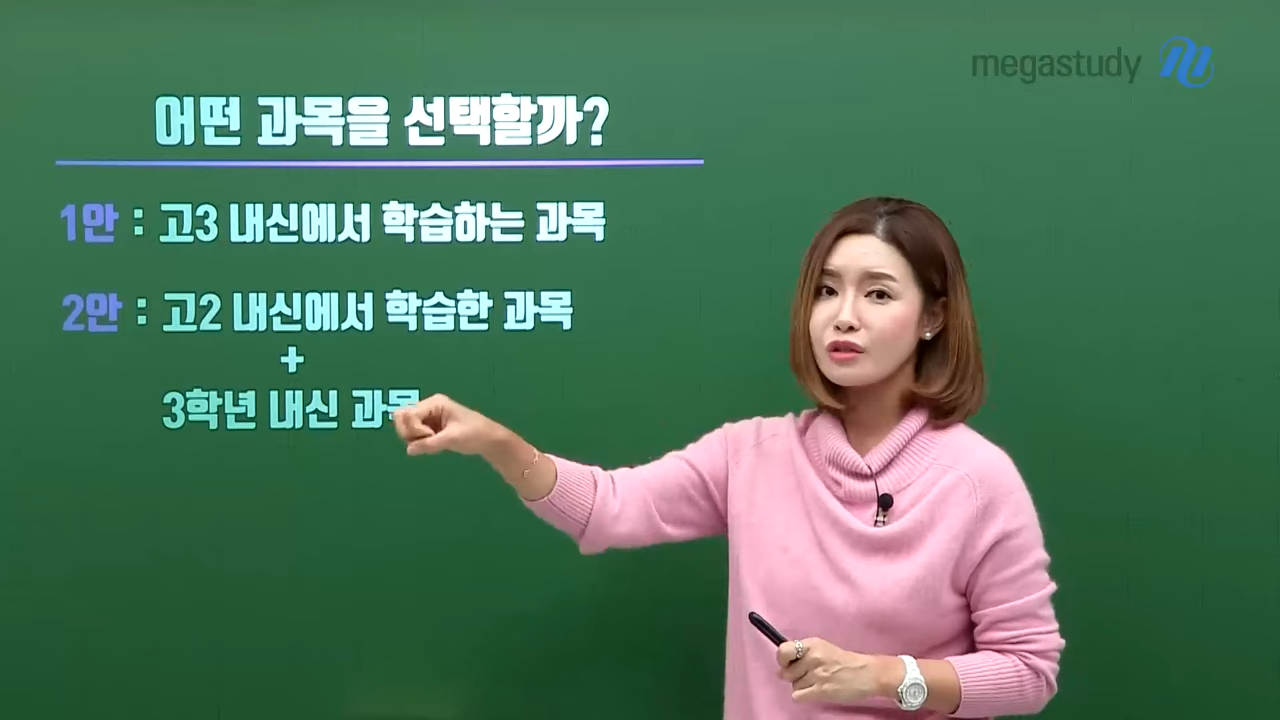 megastudy
어떤 과목을 선택할까?
1안 : 고3 내신에서 학습하는 과목
2안 : 고2 내신에서 학습한 과목
+
3학년 내신 과목